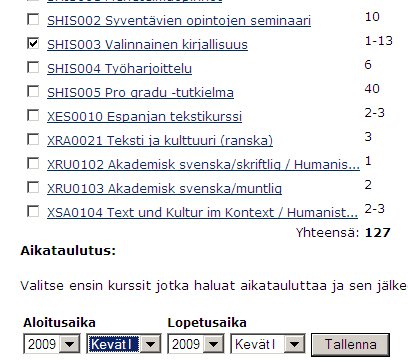 SHIS002 Syventävien opintojen seminaari 10
SHIS003 Valinnainen kirjallisuus 1-13
SHIS004 Työharjoittelu 6
SHIS005 Pro gradu -tutkielma 40
XES0010 Espanjan tekstikurssi 2-3
XRA0021 Teksti ja kulttuuri (ranska) 3
XRU0102 Akademisk svenska/skriftlig / Humanis... 1
XRU0103 Akademisk svenska/muntlig 2
XSA0104 Text und Kultur im Kontext / Humanist... 2-3
Yhteensä: 127
Aikataulutus:
Valitse ensin kurssit jotka haluat aikatauluttaa ja sen jälke
Aloitusaika Lopetusaika
2009 Kevät I 2009 Kevät I Tallenna